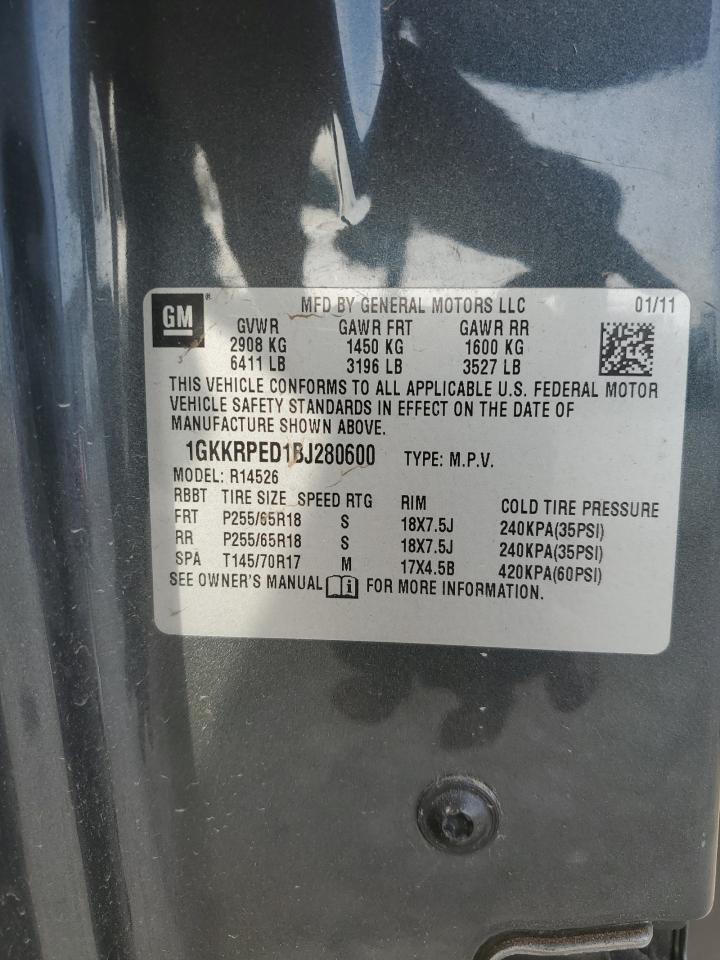 GM® MFD BY GENERAL MOTORS LLC 01/11
GVWR GAWR FRT GAWR RR
2908 KG 1450 KG 1600 KG
6411 LB 3196 LB 3527 LB
THIS VEHICLE CONFORMS TO ALL APPLICABLE U.S. FEDERAL MOTOR
VEHICLE SAFETY STANDARDS IN EFFECT ON THE DATE OF
MANUFACTURE SHOWN ABOVE.
1GKKRPED1BJ280600 TYPE: M.P.V.
MODEL: R14526
RBBT TIRE SIZE SPEED RTG RIM COLD TIRE PRESSURE
FRT P255/65R18 S 18X7.5J 240KPA(35PSI)
RR P255/65R18 S 18X7.5J 240KPA(35PSI)
SPA T145/70R17 M 17X4.5B 420KPA(60PSI)
SEE OWNER'S MANUAL i FOR MORE INFORMATION.